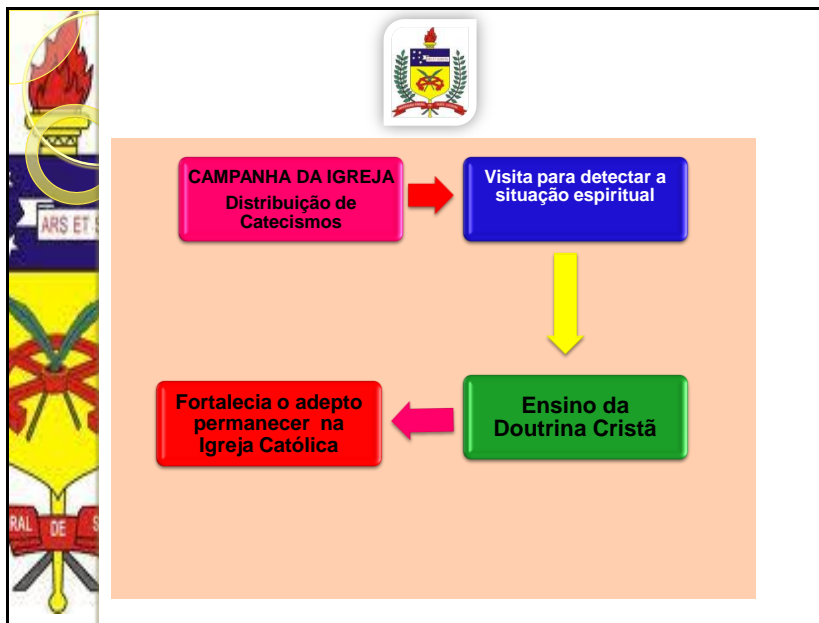 CAMPANHA DA IGREJA
Distribuição de
Catecismos
Visita para detectar a
situação espiritual
Fortalecia o adepto
permanecer na
Igreja Católica
Ensino da
Doutrina Cristã
ARS ET S
RAL DE S